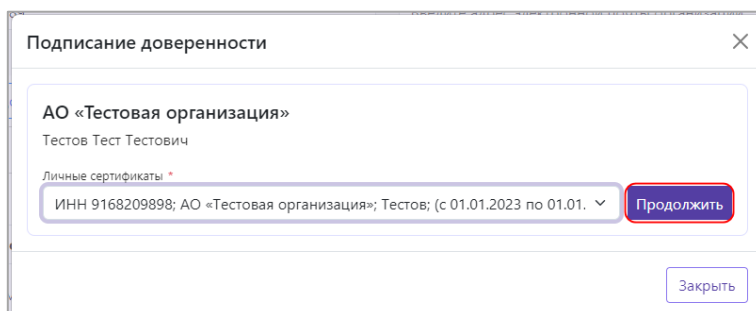 Подписание доверенности
АО «Тестовая организация»
Тестов Тест Тестович
Личные сертификаты *
ИНН 9168209898; АО «Тестовая организация»; Тестов; (с 01.01.2023 по 01.01.
Продолжить
Закрыть